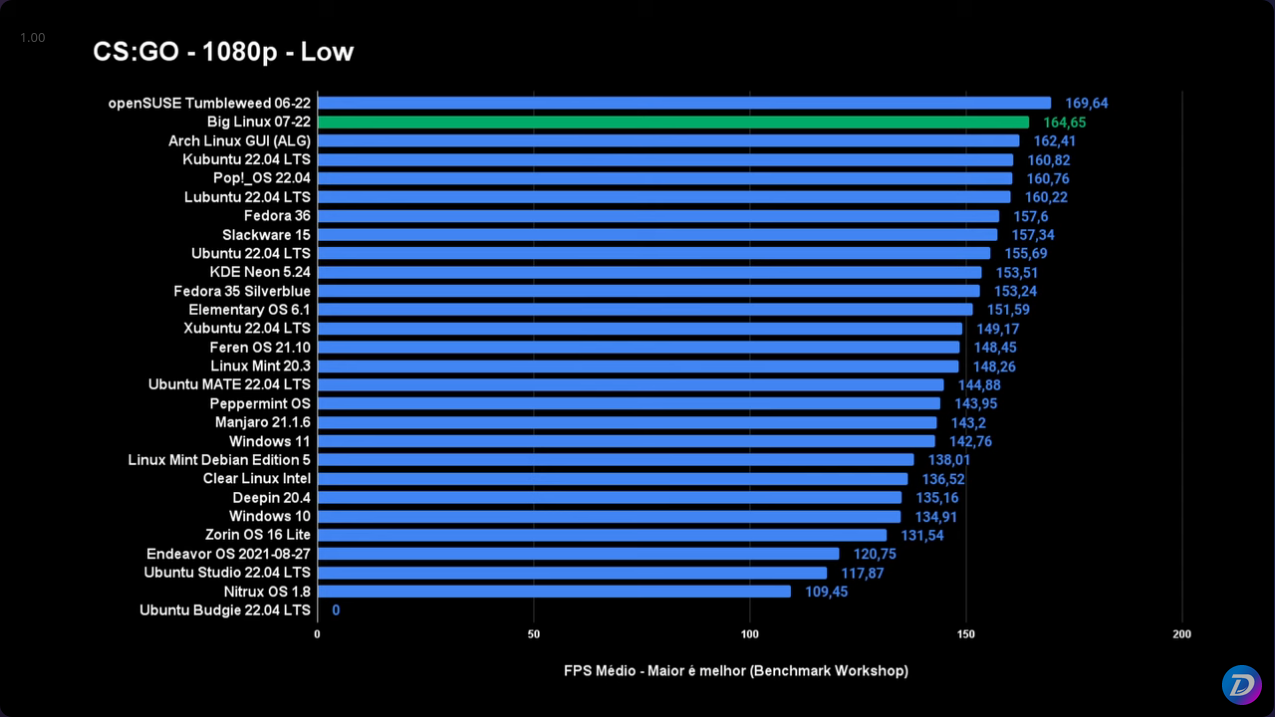 1.00
CS:GO - 1080p - Low
openSUSE Tumbleweed 06-22 169,64
Big Linux 07-22 164,65
Arch Linux GUI (ALG) 162,41
Kubuntu 22.04 LTS 160,82
Pop!_OS 22.04 160,76
Lubuntu 22.04 LTS 160,22
Fedora 36 157,6
Slackware 15 157,34
Ubuntu 22.04 LTS 155,69
KDE Neon 5.24 153,51
Fedora 35 Silverblue 153,24
Elementary OS 6.1 151,59
Xubuntu 22.04 LTS 149,17
Feren OS 21.10 148,45
Linux Mint 20.3 148,26
Ubuntu MATE 22.04 LTS 144,88
Peppermint OS 143,95
Manjaro 21.1.6 143,2
Windows 11 142,76
Linux Mint Debian Edition 5 138,01
Clear Linux Intel 136,52
Deepin 20.4 135,16
Windows 10 134,91
Zorin OS 16 Lite 131,54
Endeavor OS 2021-08-27 120,75
Ubuntu Studio 22.04 LTS 117,87
Nitrux OS 1.8 109,45
Ubuntu Budgie 22.04 LTS 0
0 50 100 150 200
FPS Médio - Maior é melhor (Benchmark Workshop)
D